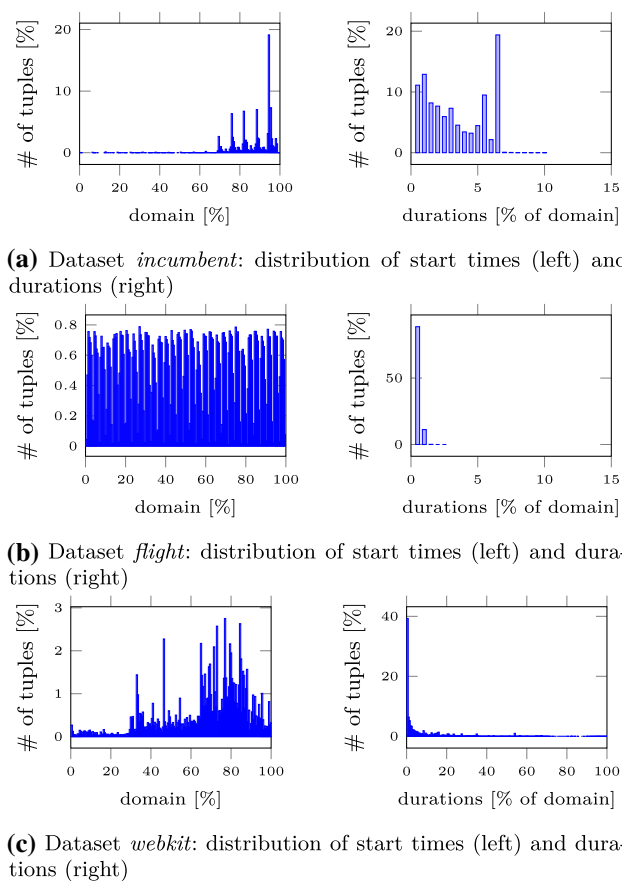 # of tuples [%]
20
10
0
0 20 40 60 80 100
domain [%]
# of tuples [%]
20
10
0
0 5 10 15
durations [% of domain]
(a) Dataset incumbent: distribution of start times (left) and
durations (right)
# of tuples [%]
0.8
0.6
0.4
0.2
0
0 20 40 60 80 100
domain [%]
# of tuples [%]
50
0
0 5 10 15
durations [% of domain]
(b) Dataset flight: distribution of start times (left) and dura-
tions (right)
# of tuples [%]
3
2
1
0
0 20 40 60 80 100
domain [%]
# of tuples [%]
40
20
0
0 20 40 60 80 100
durations [% of domain]
(c) Dataset webkit: distribution of start times (left) and dura-
tions (right)